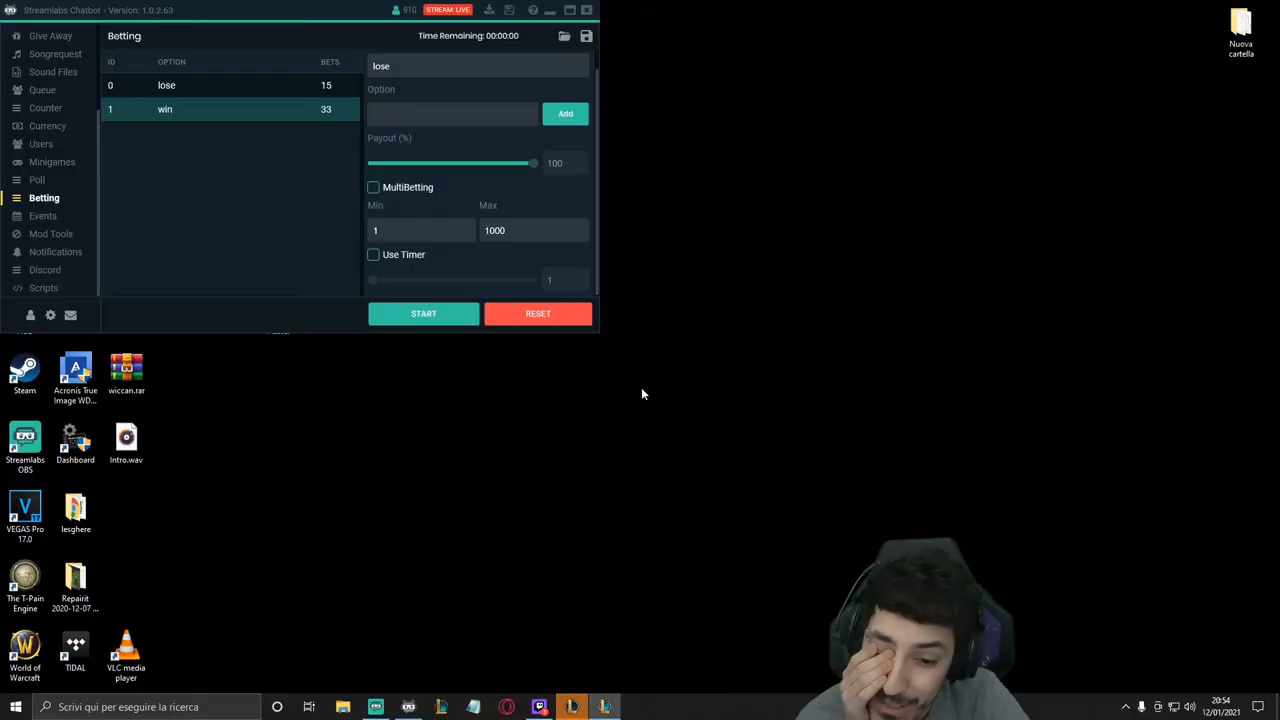 Streamlabs Chatbot - Version: 1.0.2.63
910
STREAM: LIVE
Give Away
Songrequest
Sound Files
Queue
Counter
Currency
Users
Minigames
Poll
Betting
Events
Mod Tools
Notifications
Discord
Scripts
Betting
Time Remaining: 00:00:00
ID OPTION BETS
0 lose 15
1 win 33
lose
Option
Add
Payout (%)
100
MultiBetting
Min Max
1 1000
Use Timer
1
START RESET
Nuova
cartella
Steam
Acronis True
Image WD...
wiccan.rar
Streamlabs
OBS
Dashboard
Intro.wav
VEGAS Pro
17.0
lesghere
The T-Pain
Engine
Repairit
2020-12-07 ...
World of
Warcraft
TIDAL
VLC media
player
Scrivi qui per eseguire la ricerca
20:54
12/01/2021